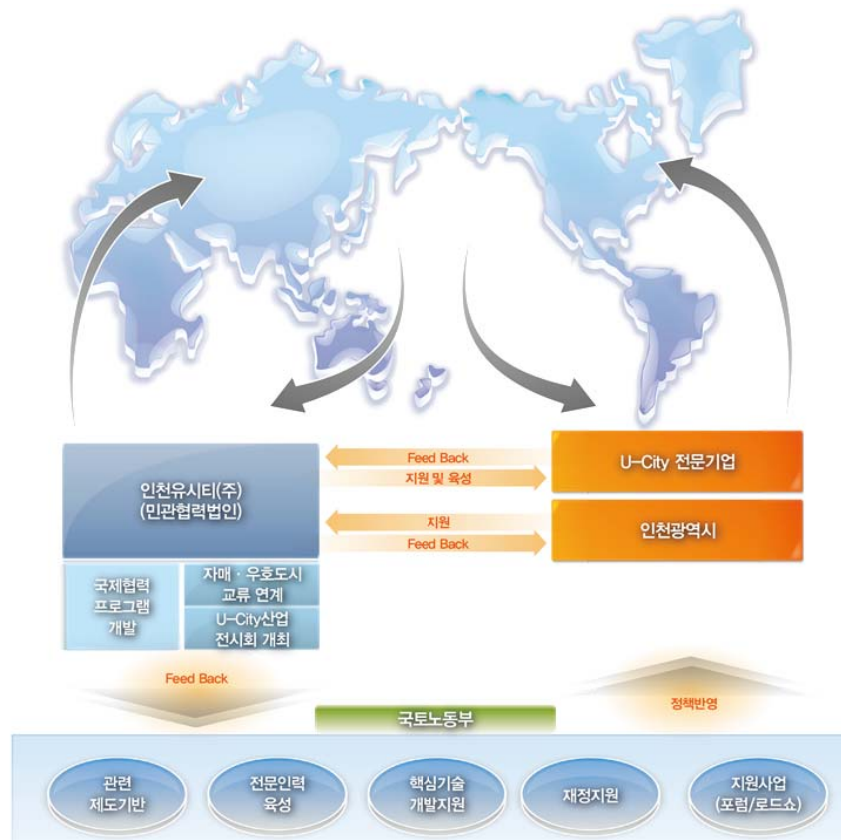 Feed Back
지원 및 육성
U-City 전문기업
인천유시티(주)
(민관협력법인)
지원
Feed Back
인천광역시
국제협력
프로그램
개발
자매·우호도시
교류 연계
U-City산업
전시회 개최
Feed Back
정책반영
국토노동부
관련
제도기반
전문인력
육성
핵심기술
개발지원
재정지원
지원사업
(포럼/로드쇼)